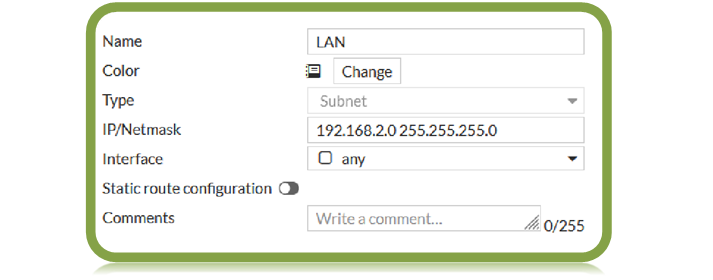 Name LAN
Color Change
Type Subnet
IP/Netmask 192.168.2.0 255.255.255.0
Interface any
Static route configuration
Comments Write a comment... 0/255